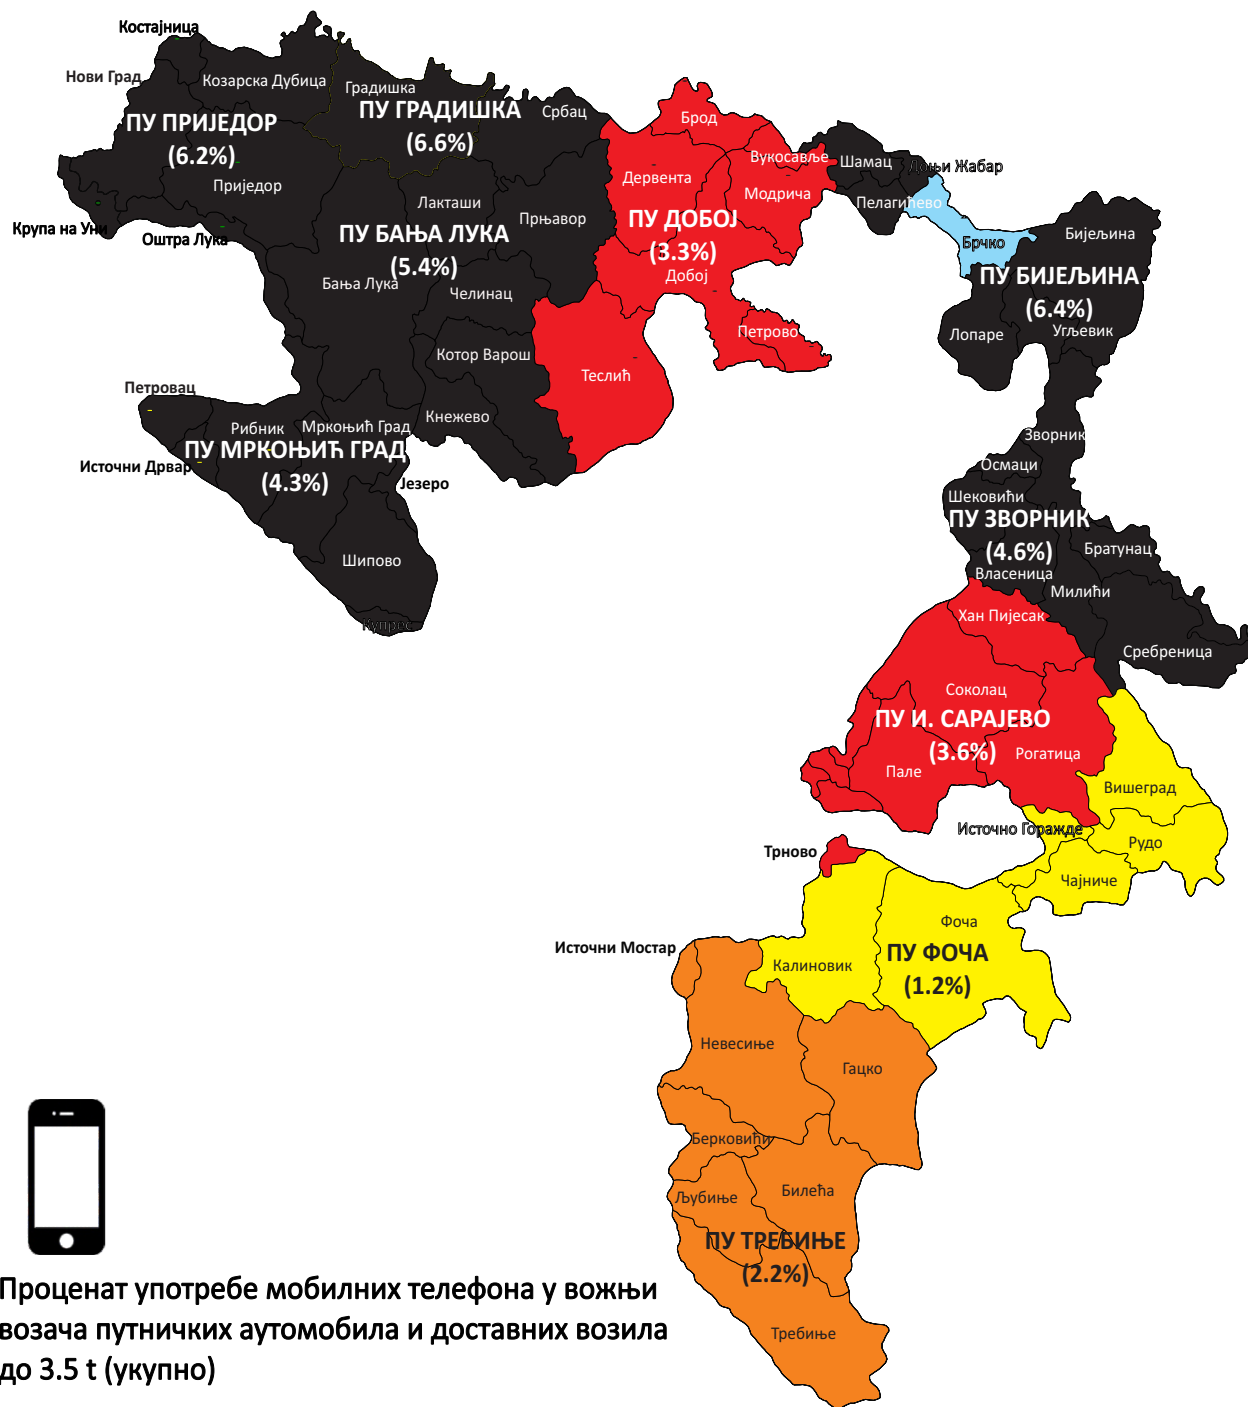 Костајница
Нови Град
Козарска Дубица
Градишка
ПУ ГРАДИШКА
(6.6%)
Србац
ПУ ПРИЈЕДОР
(6.2%)
Приједор
Крупа на Уни
Оштра Лука
Лакташи
Прњавор
ПУ БАЊА ЛУКА
(5.4%)
Бања Лука
Челинац
Котор Варош
Кнежево
Брод
Вукосавље
Дервента
Модрича
ПУ ДОБОЈ
(3.3%)
Добој
Петрово
Теслић
Шамац
Доњи Жабар
Пелагићево
Брчко
Бијељина
ПУ БИЈЕЉИНА
(6.4%)
Лопаре
Угљевик
Петровац
Рибник
Мркоњић Град
ПУ МРКОЊИЋ ГРАД
(4.3%)
Источни Дрвар
Језеро
Шипово
Купрес
Зворник
Осмаци
Шековићи
ПУ ЗВОРНИК
(4.6%)
Братунац
Власеница
Милићи
Сребреница
Хан Пијесак
Соколац
ПУ И. САРАЈЕВО
(3.6%)
Рогатица
Пале
Вишеград
Источно Горажде
Рудо
Чајниче
Трново
Фоча
ПУ ФОЧА
(1.2%)
Калиновик
Источни Мостар
Невесиње
Гацко
Берковићи
Љубиње
Билећа
ПУ ТРЕБИЊЕ
(2.2%)
Требиње
Проценат употребе мобилних телефона у вожњи
возача путничких аутомобила и доставних возила
до 3.5 t (укупно)